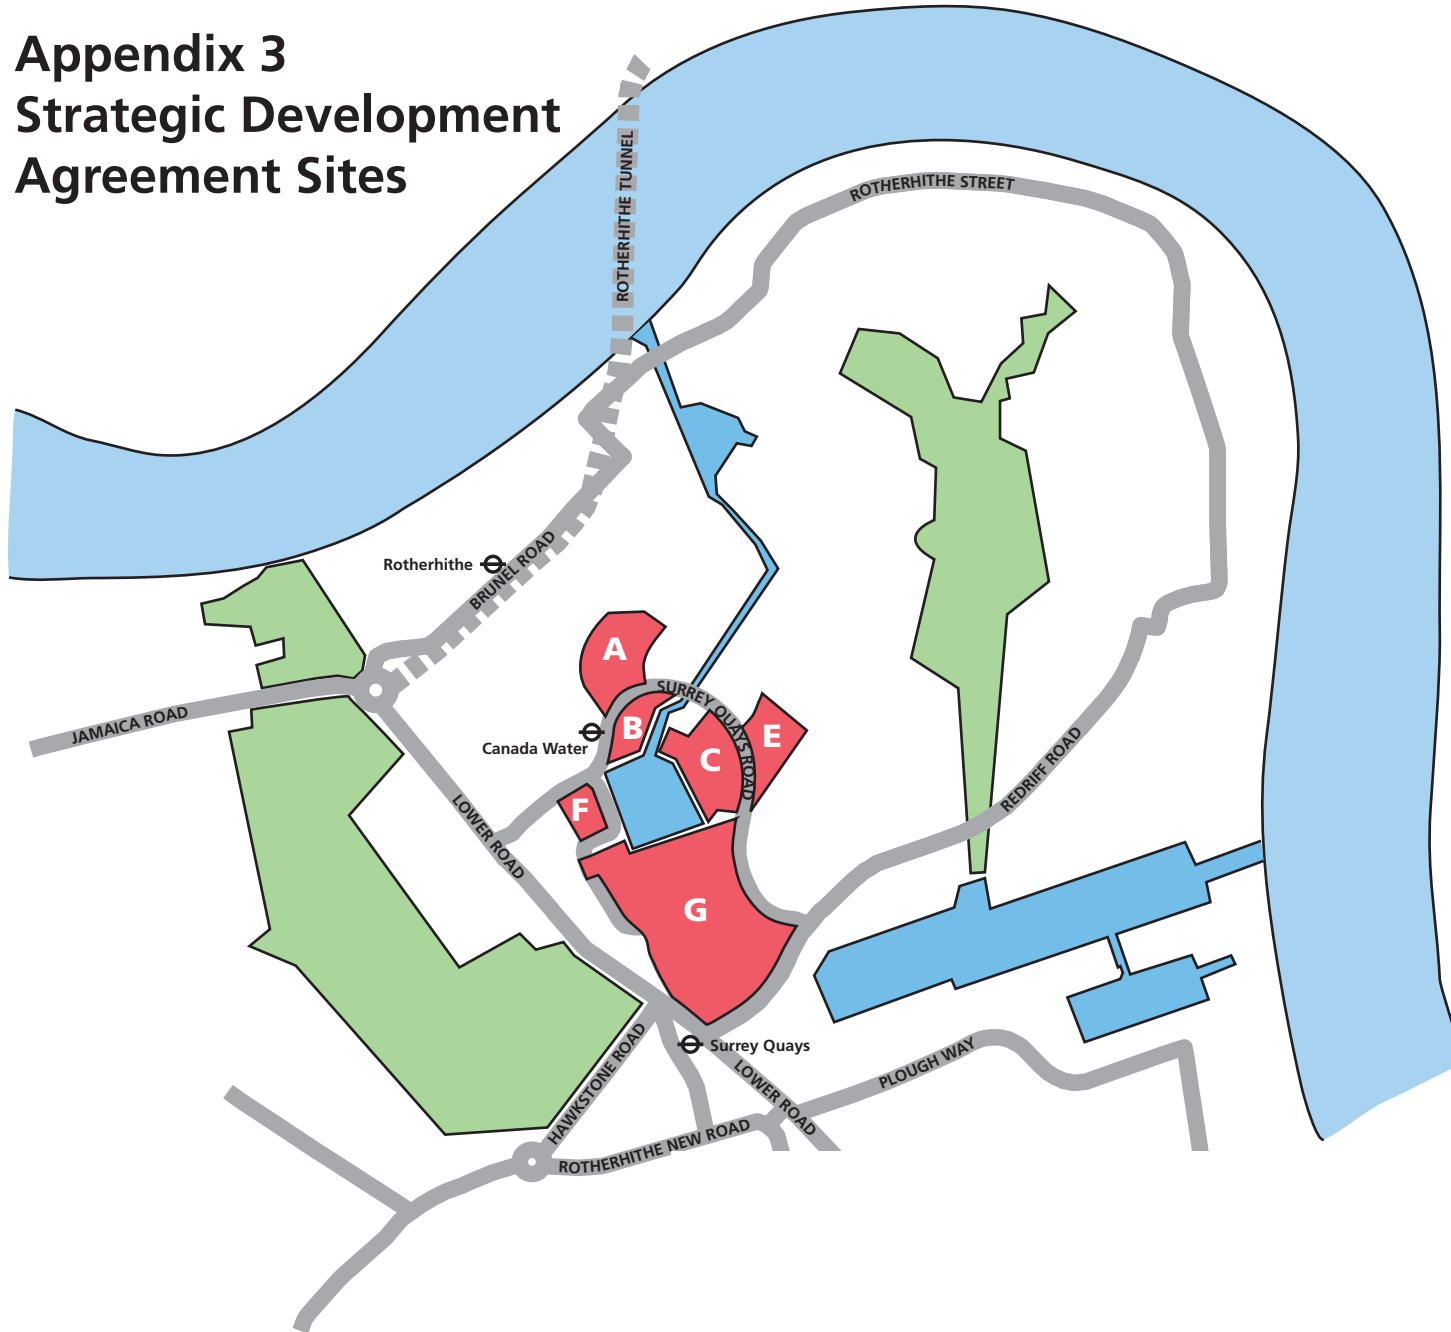 Appendix 3
Strategic Development
Agreement Sites
ROTHERHITHE TUNNEL
ROTHERHITHE STREET
Rotherhithe
BRUNEL ROAD
A
JAMAICA ROAD
SURREY QUAYS ROAD
B
E
Canada Water
C
REDRIFF ROAD
F
LOWER ROAD
G
HAWKSTONE ROAD
Surrey Quays
LOWER ROAD
PLOUGH WAY
ROTHERHITHE NEW ROAD